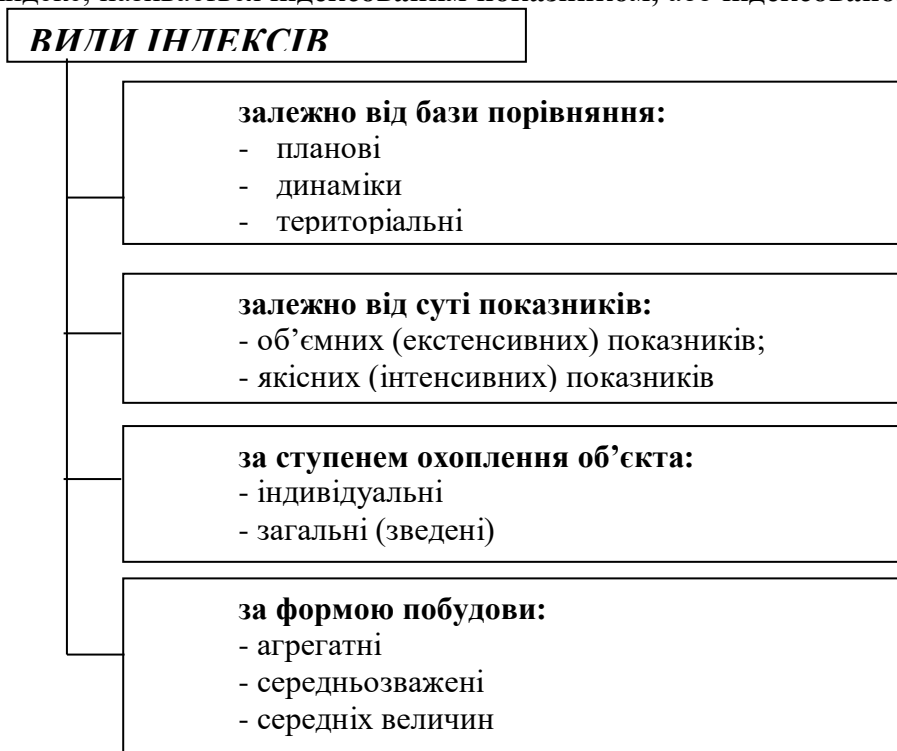 ВИДИ ІНДЕКСІВ
залежно від бази порівняння:
- планові
- динаміки
- територіальні
залежно від суті показників:
- об’ємних (екстенсивних) показників;
- якісних (інтенсивних) показників
за ступенем охоплення об’єкта:
- індивідуальні
- загальні (зведені)
за формою побудови:
- агрегатні
- середньозважені
- середніх величин